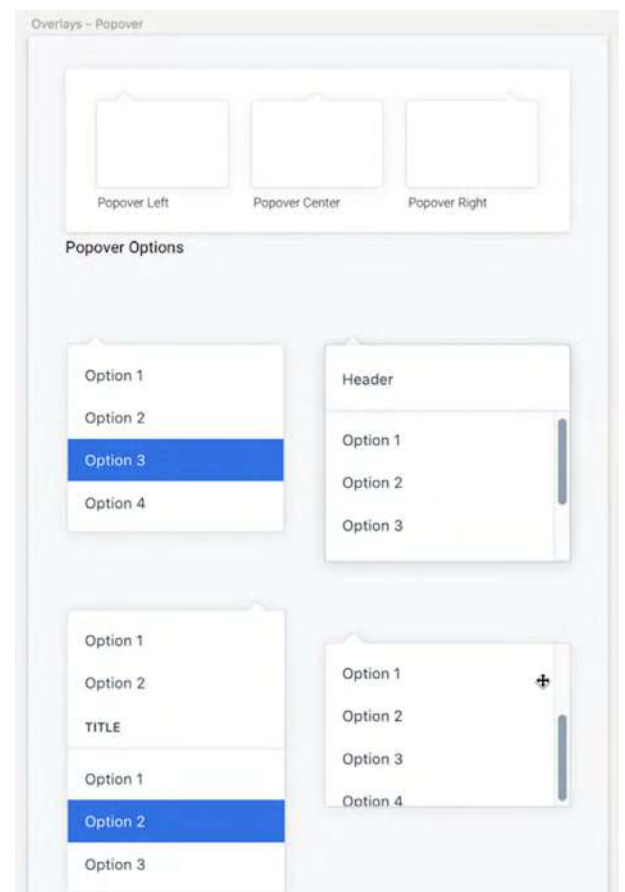 Overlays - Popover
Popover Left
Popover Center
Popover Right
Popover Options
Option 1
Option 2
Option 3
Option 4
Header
Option 1
Option 2
Option 3
Option 1
Option 2
TITLE
Option 1
Option 2
Option 3
Option 1
Option 2
Option 3
Option 4